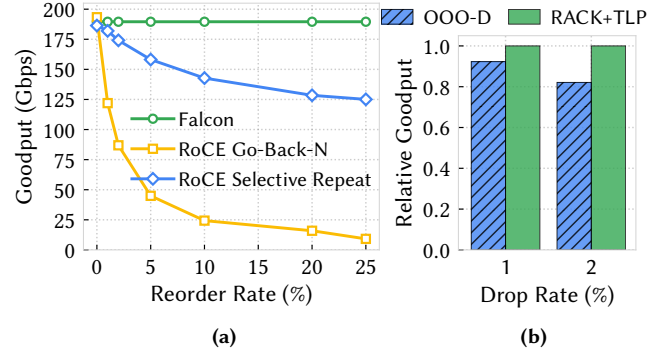 Goodput (Gbps)
200
175
150
125
100
75
50
25
0
Falcon
RoCE Go-Back-N
RoCE Selective Repeat
0 5 10 15 20 25
Reorder Rate (%)
(a)
OOO-D RACK+TLP
Relative Goodput
1.0
0.8
0.6
0.4
0.2
0.0
1 2
Drop Rate (%)
(b)